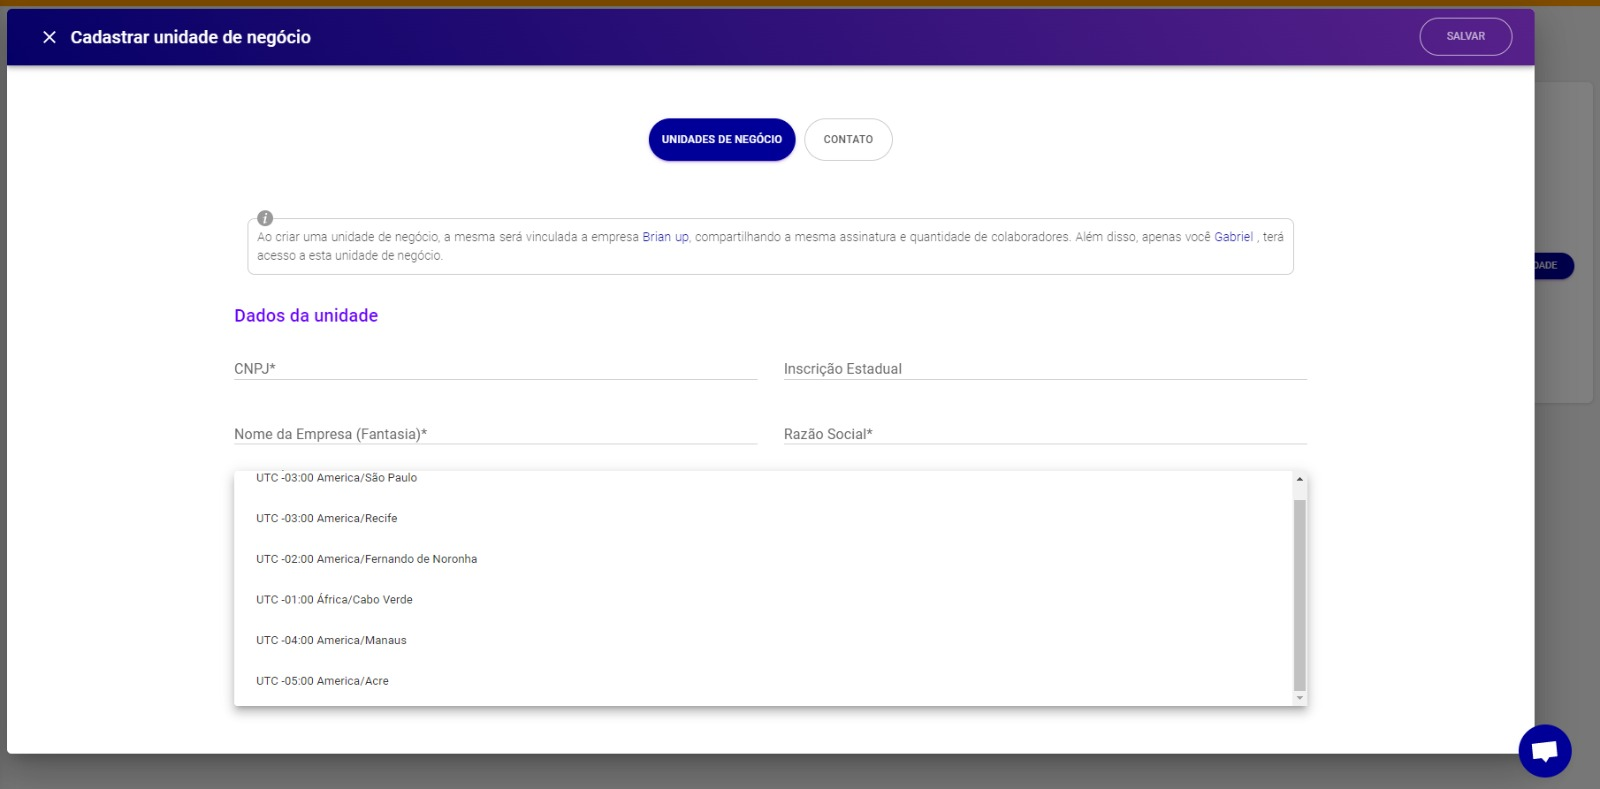 Cadastrar unidade de negócio
SALVAR
UNIDADES DE NEGÓCIO
CONTATO
Ao criar uma unidade de negócio, a mesma será vinculada a empresa Brian up, compartilhando a mesma assinatura e quantidade de colaboradores. Além disso, apenas você Gabriel , terá
acesso a esta unidade de negócio.
DADE
Dados da unidade
CNPJ*
Inscrição Estadual
Nome da Empresa (Fantasia)*
Razão Social*
UTC -03:00 America/São Paulo
UTC -03:00 America/Recife
UTC -02:00 America/Fernando de Noronha
UTC -01:00 África/Cabo Verde
UTC -04:00 America/Manaus
UTC -05:00 America/Acre